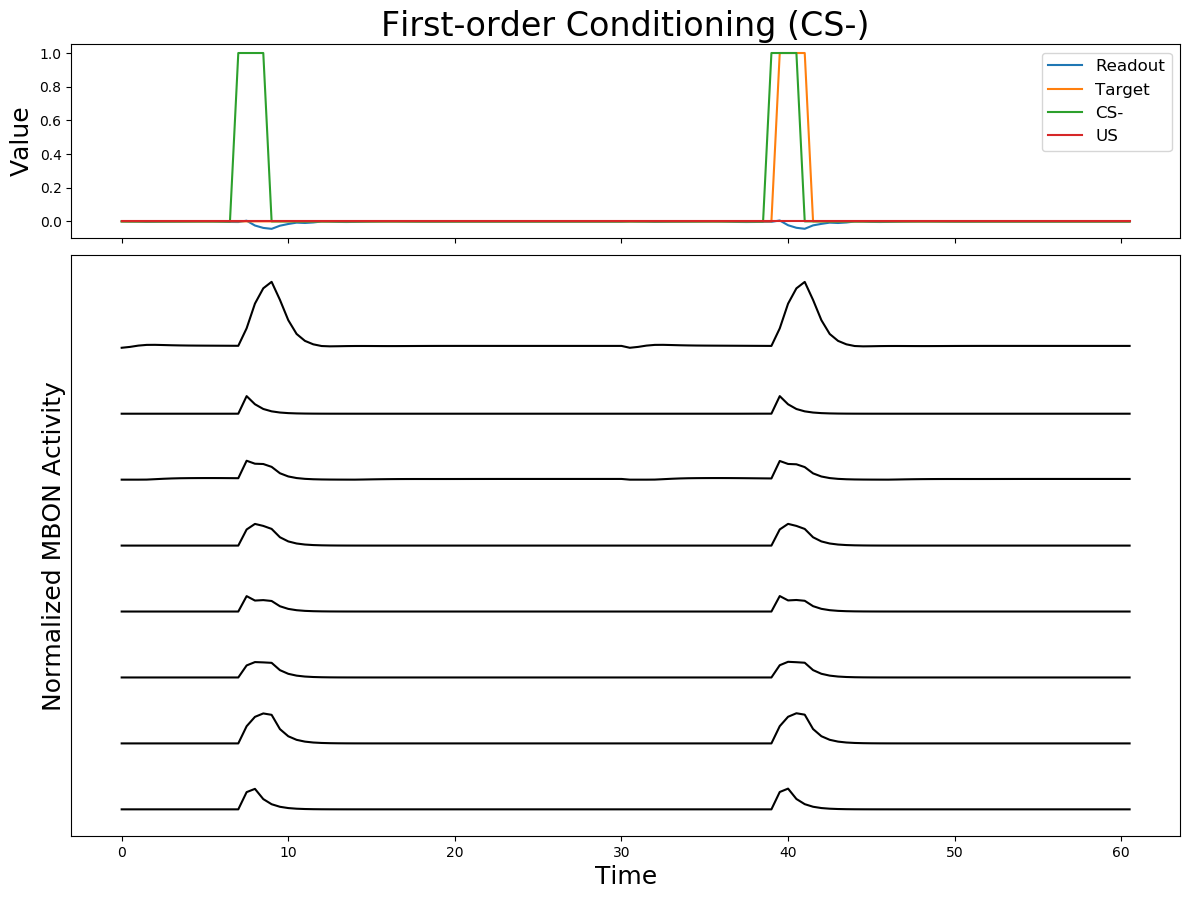 First-order Conditioning (CS-)
Value
1.0
0.8
0.6
0.4
0.2
0.0
Readout
Target
CS-
US
Normalized MBON Activity
0
10
20
30
40
50
60
Time